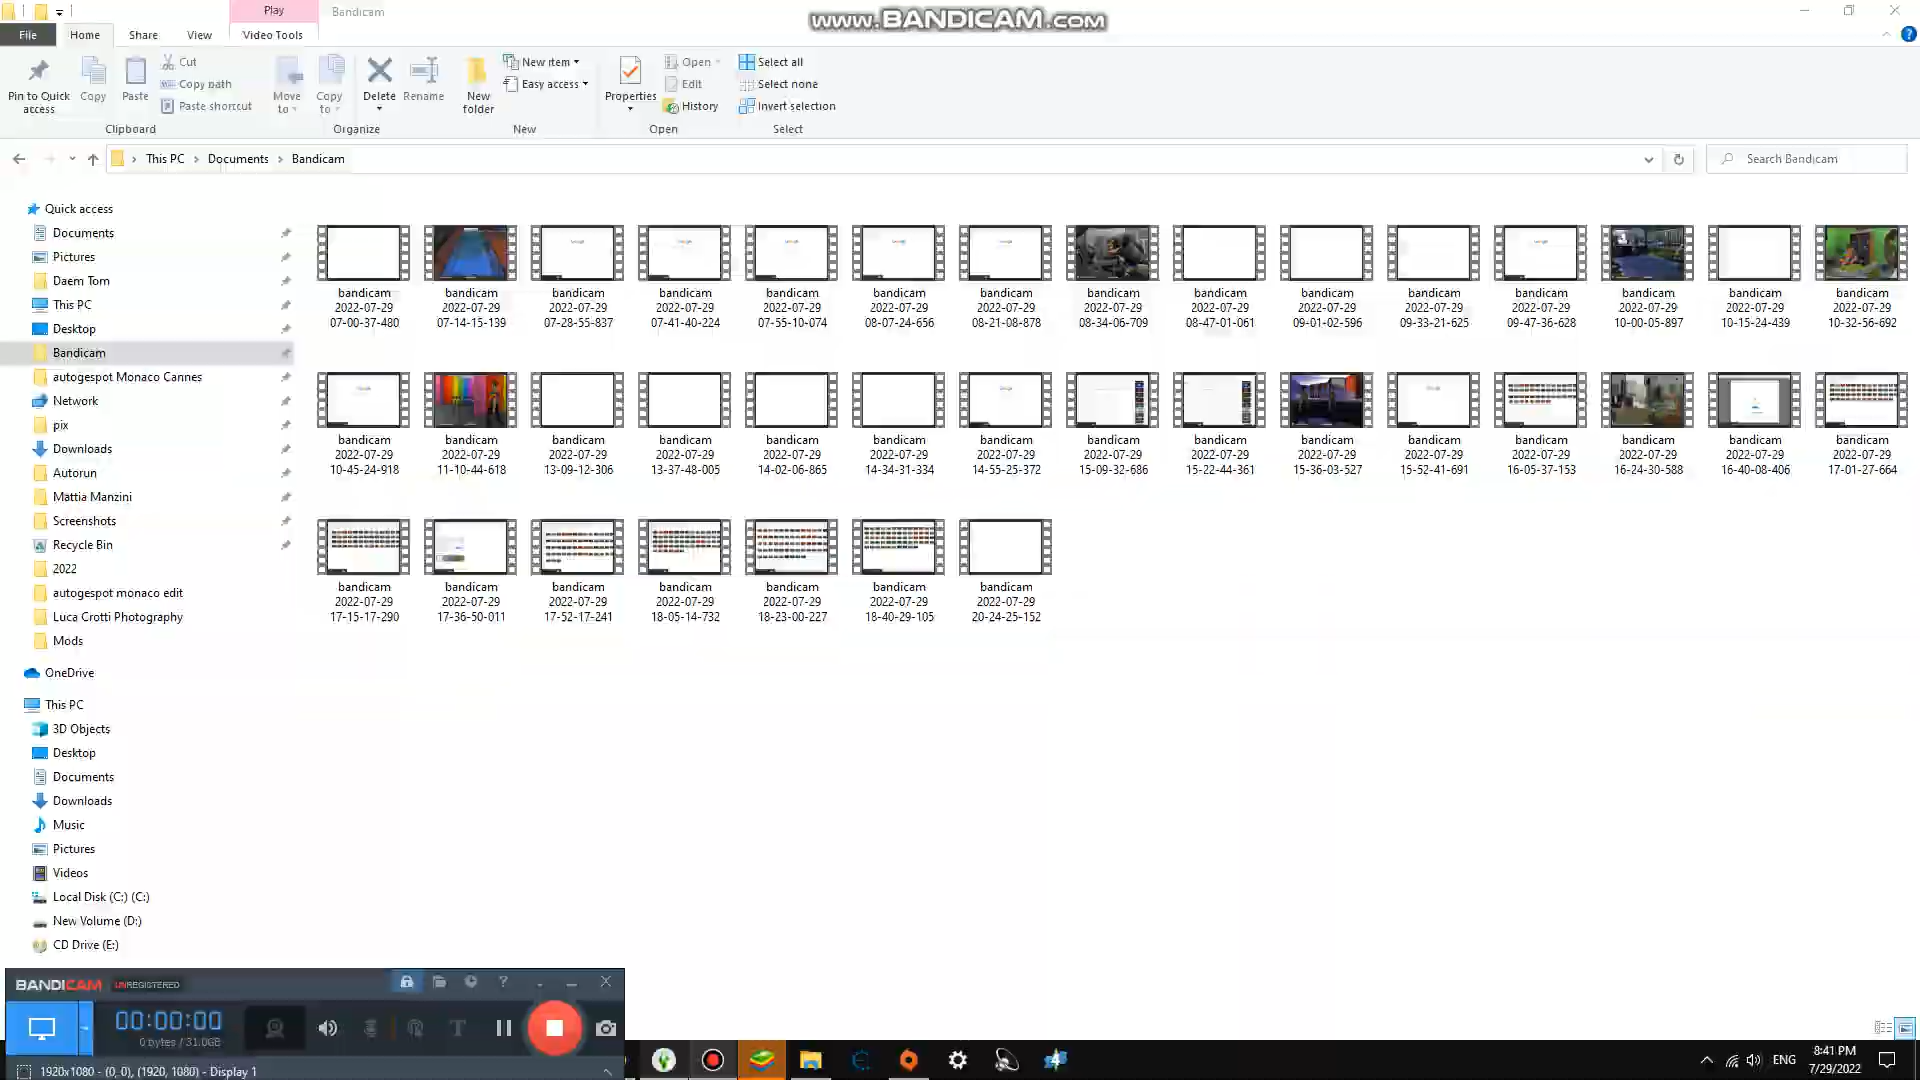 Play
Bandicam
www.BANDICAM.com
File
Home
Share
View
Video Tools
Pin to Quick
access
Copy
Paste
Cut
Copy path
Paste shortcut
Move
to
Copy
to
Delete
Rename
New
folder
New item
Easy access
Properties
Open
Edit
History
Select all
Select none
Invert selection
Clipboard
Organize
New
Open
Select
This PC
Documents
Bandicam
Search Bandicam
Quick access
Documents
Pictures
Daem Tom
This PC
Desktop
Bandicam
autogespot Monaco Cannes
Network
pix
Downloads
Autorun
Mattia Manzini
Screenshots
Recycle Bin
2022
autogespot monaco edit
Luca Crotti Photography
Mods
OneDrive
This PC
3D Objects
Desktop
Documents
Downloads
Music
Pictures
Videos
Local Disk (C:) (C:)
New Volume (D:)
CD Drive (E:)
bandicam
2022-07-29
07-00-37-480
bandicam
2022-07-29
07-14-15-139
bandicam
2022-07-29
07-28-55-837
bandicam
2022-07-29
07-41-40-224
bandicam
2022-07-29
07-55-10-074
bandicam
2022-07-29
08-07-24-656
bandicam
2022-07-29
08-21-08-878
bandicam
2022-07-29
08-34-06-709
bandicam
2022-07-29
08-47-01-061
bandicam
2022-07-29
09-01-02-596
bandicam
2022-07-29
09-33-21-625
bandicam
2022-07-29
09-47-36-628
bandicam
2022-07-29
10-00-05-897
bandicam
2022-07-29
10-15-24-439
bandicam
2022-07-29
10-32-56-692
bandicam
2022-07-29
10-45-24-918
bandicam
2022-07-29
11-10-44-618
bandicam
2022-07-29
13-09-12-306
bandicam
2022-07-29
13-37-48-005
bandicam
2022-07-29
14-02-06-865
bandicam
2022-07-29
14-34-31-334
bandicam
2022-07-29
14-55-25-372
bandicam
2022-07-29
15-09-32-686
bandicam
2022-07-29
15-22-44-361
bandicam
2022-07-29
15-36-03-527
bandicam
2022-07-29
15-52-41-691
bandicam
2022-07-29
16-05-37-153
bandicam
2022-07-29
16-24-30-588
bandicam
2022-07-29
16-40-08-406
bandicam
2022-07-29
17-01-27-664
bandicam
2022-07-29
17-15-17-290
bandicam
2022-07-29
17-36-50-011
bandicam
2022-07-29
17-52-17-241
bandicam
2022-07-29
18-05-14-732
bandicam
2022-07-29
18-23-00-227
bandicam
2022-07-29
18-40-29-105
bandicam
2022-07-29
20-24-25-152
BANDICAM UNREGISTERED
00:00:00
0 bytes / 31.0GB
1920x1080 - (0, 0), (1920, 1080) - Display 1
ENG
8:41 PM
7/29/2022